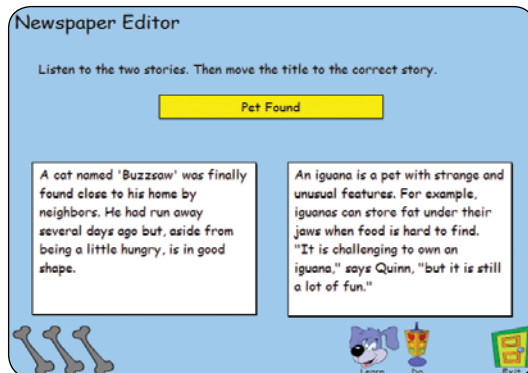 Newspaper Editor
Listen to the two stories. Then move the title to the correct story.
Pet Found
A cat named 'Buzzsaw' was finally
found close to his home by
neighbors. He had run away
several days ago but, aside from
being a little hungry, is in good
shape.
An iguana is a pet with strange and
unusual features. For example,
iguanas can store fat under their
jaws when food is hard to find.
"It is challenging to own an
iguana," says Quinn, "but it is still
a lot of fun."
Learn
Do
Exit